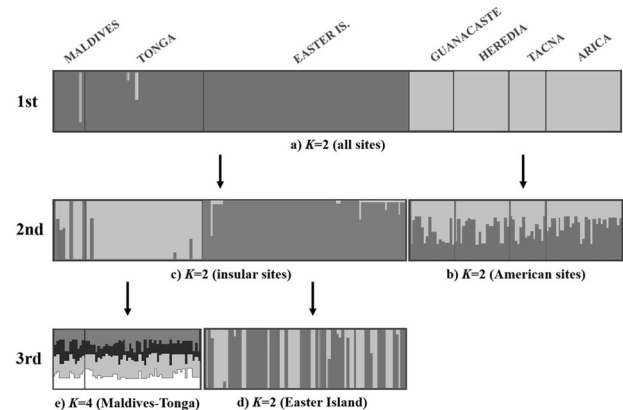 MALDIVES TONGA EASTER IS. GUANACASTE HEREDIA TACNA ARICA
1st
a) K=2 (all sites)
2nd
c) K=2 (insular sites) b) K=2 (American sites)
3rd
e) K=4 (Maldives-Tonga) d) K=2 (Easter Island)